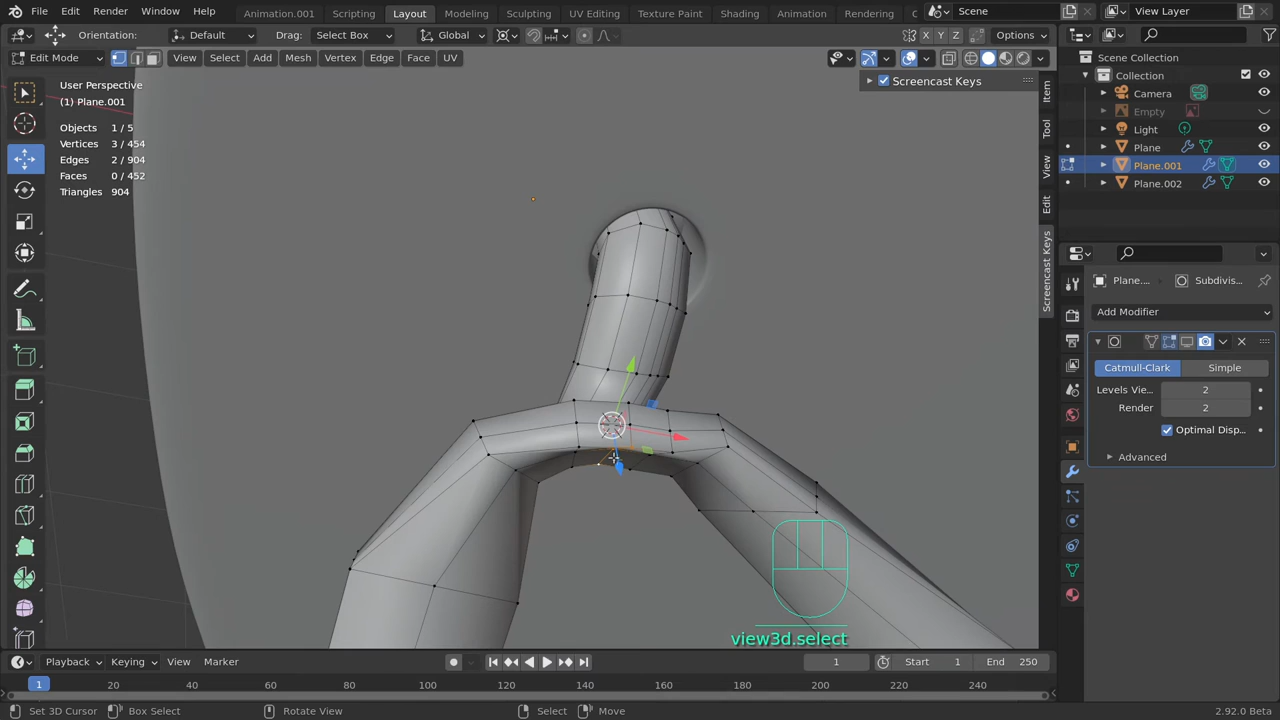 File Edit Render Window Help Animation.001 Scripting Layout Modeling Sculpting UV Editing Texture Paint Shading Animation Rendering Scene View Layer
Orientation: Default Drag: Select Box Global X Y Z Options
Edit Mode View Select Add Mesh Vertex Edge Face UV
User Perspective
(1) Plane.001
Objects 1 / 5
Vertices 3 / 454
Edges 2 / 904
Faces 0 / 452
Triangles 904
Screencast Keys
Item
Tool
View
Edit
Screencast Keys
view3d.select
Scene Collection
Collection
Camera
Empty
Light
Plane
Plane.001
Plane.002
Plane.... Subdivis...
Add Modifier
Catmull-Clark Simple
Levels Vie... 2
Render 2
Optimal Disp...
Advanced
Playback Keying View Marker 1 Start 1 End 250
1 20 40 60 80 100 120 140 160 180 200 220 240
Set 3D Cursor Box Select Rotate View Select Move 2.92.0 Beta